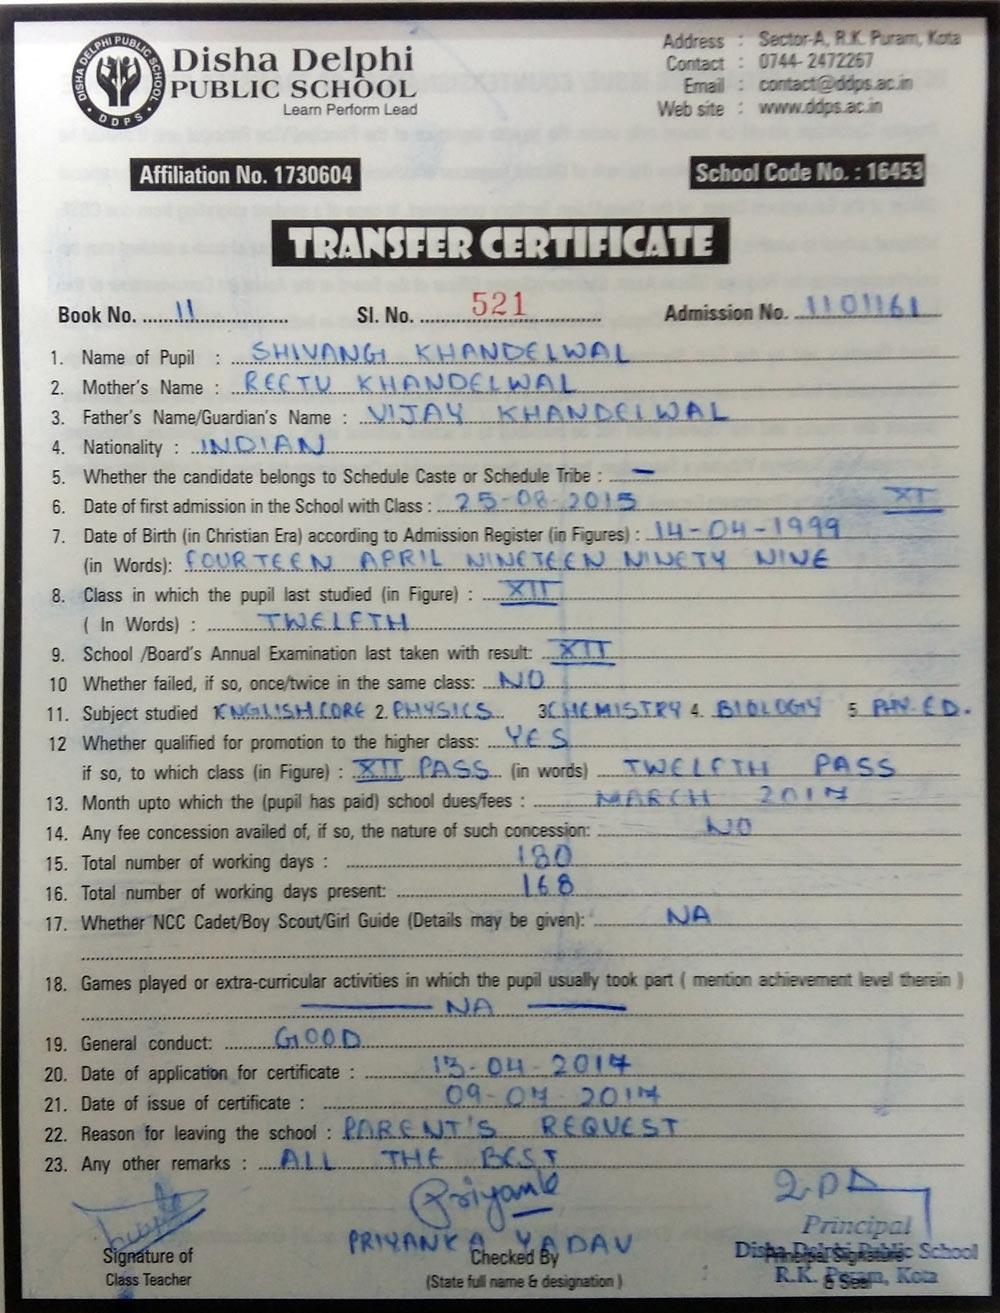 DISHA DELPHI PUBLIC SCHOOL
DDPS
Disha Delphi
PUBLIC SCHOOL
Learn Perform Lead
Address : Sector-A, R.K. Puram, Kota
Contact : 0744- 2472267
Email : contact@ddps.ac.in
Web site : www.ddps.ac.in
Affiliation No. 1730604
School Code No. : 16453
TRANSFER CERTIFICATE
Book No. 11 Sl. No. 521 Admission No. 1101161
1. Name of Pupil : SHIVANGI KHANDELWAL
2. Mother's Name : REETU KHANDELWAL
3. Father's Name/Guardian's Name : VIJAY KHANDELWAL
4. Nationality : INDIAN
5. Whether the candidate belongs to Schedule Caste or Schedule Tribe : —
6. Date of first admission in the School with Class : 25-08-2015 XI
7. Date of Birth (in Christian Era) according to Admission Register (in Figures) : 14-04-1999
(in Words): FOURTEEN APRIL NINETEEN NINETY NINE
8. Class in which the pupil last studied (in Figure) : XII
( In Words) : TWELFTH
9. School /Board's Annual Examination last taken with result: XII
10 Whether failed, if so, once/twice in the same class: NO
11. Subject studied 1ENGLISH CORE 2. PHYSICS 3CHEMISTRY 4. BIOLOGY 5. PHY. ED.
12 Whether qualified for promotion to the higher class: YES
if so, to which class (in Figure) : XII PASS (in words) TWELFTH PASS
13. Month upto which the (pupil has paid) school dues/fees : MARCH 2017
14. Any fee concession availed of, if so, the nature of such concession: NO
15. Total number of working days : 180
16. Total number of working days present: 168
17. Whether NCC Cadet/Boy Scout/Girl Guide (Details may be given): NA
18. Games played or extra-curricular activities in which the pupil usually took part ( mention achievement level therein )
— NA —
19. General conduct: GOOD
20. Date of application for certificate : 13-04-2017
21. Date of issue of certificate : 09-07-2017
22. Reason for leaving the school : PARENT'S REQUEST
23. Any other remarks : ALL THE BEST
Priyanka
PRIYANKA YADAV
Principal
Signature of
Class Teacher
Checked By
(State full name & designation )
Disha Delphi Public School
Principal Signature
R.K. Puram, Kota
& Seal